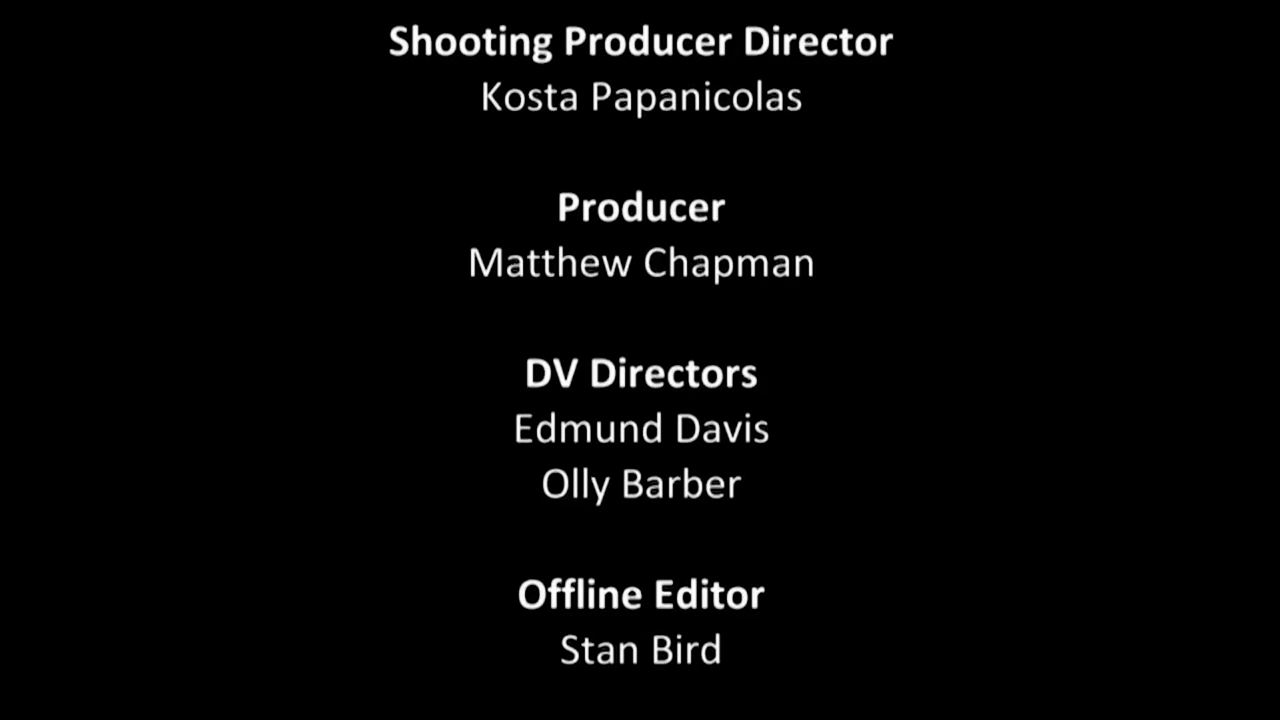 Shooting Producer Director
Kosta Papanicolas
Producer
Matthew Chapman
DV Directors
Edmund Davis
Olly Barber
Offline Editor
Stan Bird